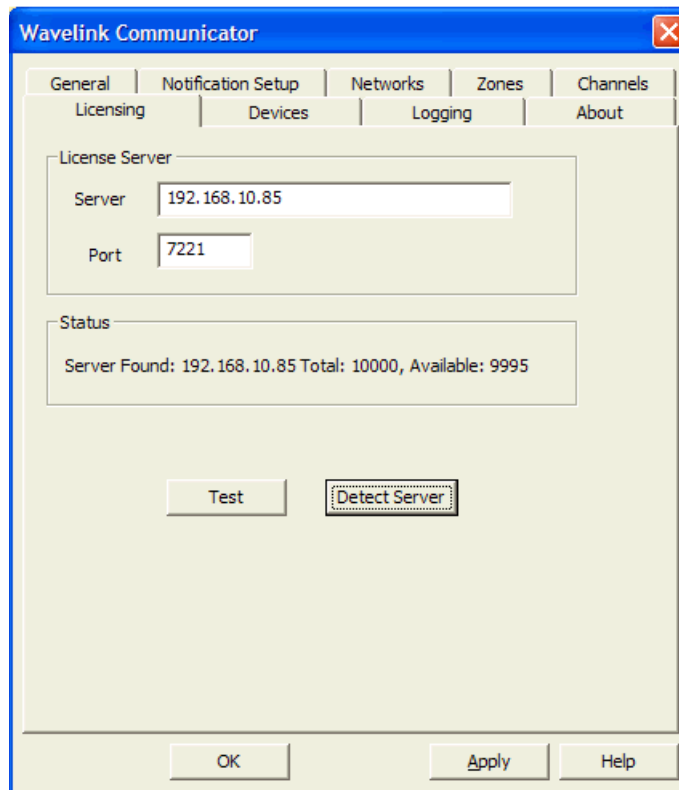 Wavelink Communicator
General Notification Setup Networks Zones Channels
Licensing Devices Logging About
License Server
Server 192.168.10.85
Port 7221
Status
Server Found: 192.168.10.85 Total: 10000, Available: 9995
Test Detect Server
OK Apply Help